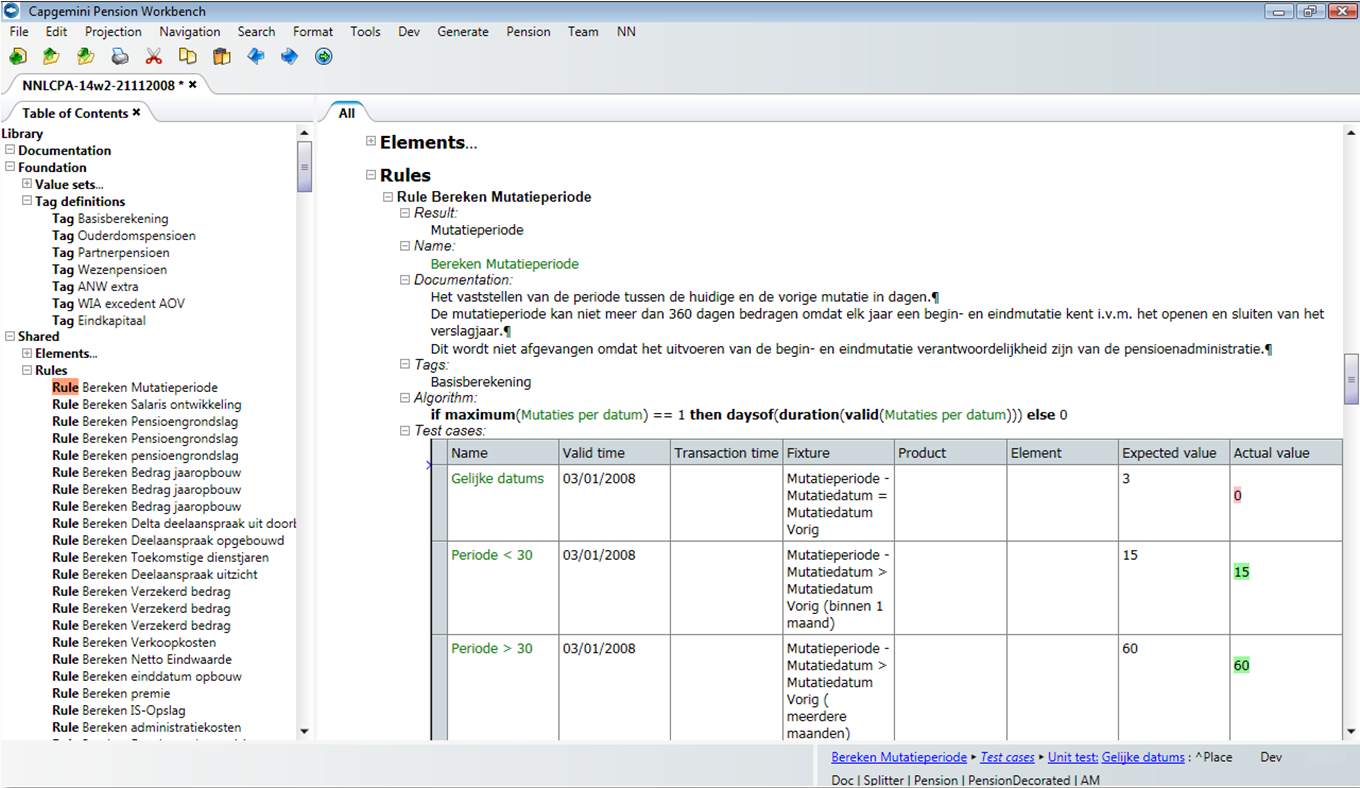 Capgemini Pension Workbench
File Edit Projection Navigation Search Format Tools Dev Generate Pension Team NN
NNLCPA-14w2-21112008 *
Table of Contents
Library
Documentation
Foundation
Value sets...
Tag definitions
Tag Basisberekening
Tag Ouderdomspensioen
Tag Partnerpensioen
Tag Wezenpensioen
Tag ANW extra
Tag WIA excedent AOV
Tag Eindkapitaal
Shared
Elements...
Rules
Rule Bereken Mutatieperiode
Rule Bereken Salaris ontwikkeling
Rule Bereken Pensioengrondslag
Rule Bereken Pensioengrondslag
Rule Bereken pensioengrondslag
Rule Bereken Bedrag jaaropbouw
Rule Bereken Bedrag jaaropbouw
Rule Bereken Bedrag jaaropbouw
Rule Bereken Delta deelaanspraak uit doorb
Rule Bereken Deelaanspraak opgebouwd
Rule Bereken Toekomstige dienstjaren
Rule Bereken Deelaanspraak uitzicht
Rule Bereken Verzekerd bedrag
Rule Bereken Verzekerd bedrag
Rule Bereken Verzekerd bedrag
Rule Bereken Verkoopkosten
Rule Bereken Netto Eindwaarde
Rule Bereken einddatum opbouw
Rule Bereken premie
Rule Bereken IS-Opslag
Rule Bereken administratiekosten
All
Elements...
Rules
Rule Bereken Mutatieperiode
Result:
Mutatieperiode
Name:
Bereken Mutatieperiode
Documentation:
Het vaststellen van de periode tussen de huidige en de vorige mutatie in dagen.¶
De mutatieperiode kan niet meer dan 360 dagen bedragen omdat elk jaar een begin- en eindmutatie kent i.v.m. het openen en sluiten van het
verslagjaar.¶
Dit wordt niet afgevangen omdat het uitvoeren van de begin- en eindmutatie verantwoordelijkheid zijn van de pensioenadministratie.¶
Tags:
Basisberekening
Algorithm:
if maximum(Mutaties per datum) == 1 then daysof(duration(valid(Mutaties per datum))) else 0
Test cases:
Name Valid time Transaction time Fixture Product Element Expected value Actual value
Gelijke datums 03/01/2008 Mutatieperiode - 3
Mutatiedatum = 0
Mutatiedatum
Vorig
Periode < 30 03/01/2008 Mutatieperiode - 15
Mutatiedatum > 15
Mutatiedatum
Vorig (binnen 1
maand)
Periode > 30 03/01/2008 Mutatieperiode - 60
Mutatiedatum > 60
Mutatiedatum
Vorig (
meerdere
maanden)
Bereken Mutatieperiode ▸ Test cases ▸ Unit test: Gelijke datums : ^Place Dev
Doc | Splitter | Pension | PensionDecorated | AM